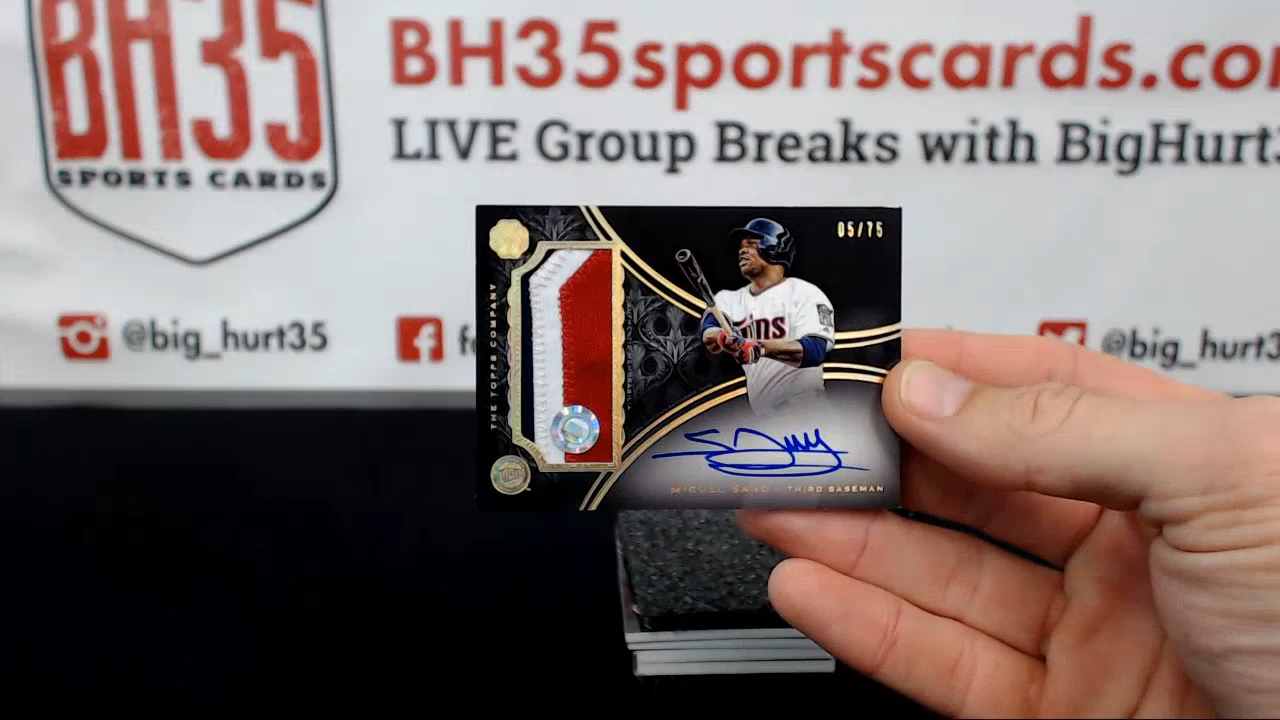 BH35
SPORTS CARDS
BH35sportscards.co
LIVE Group Breaks with BigHurt
@big_hurt35
f
@big_hurt3
05/75
THE TOPPS COMPANY
ins
MIGUEL SANO • THIRD BASEMAN